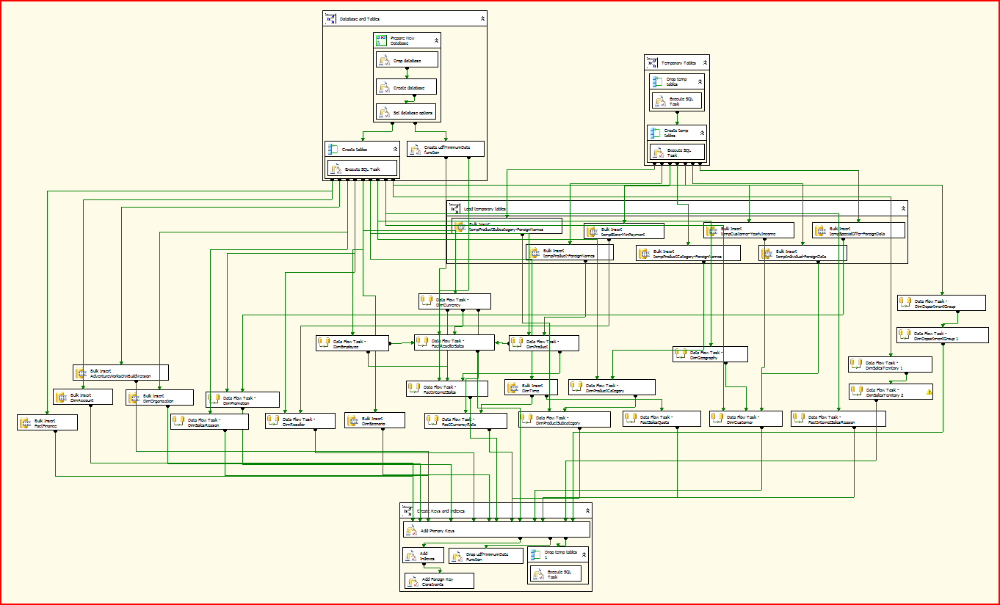 Database and Tables
Prepare New
Database
Drop database
Create database
Set database options
Create tables
Execute SQL Task
Create udfMinimumDate
function
Temporary Tables
Drop temp
tables
Execute SQL
Task
Create temp
tables
Execute SQL
Task
Load temporary tables
Bulk Insert
tempProductSubcategory-ForeignNames
Bulk Insert
tempStore-MinPayment
Bulk Insert
tempCustomer-YearlyIncome
Bulk Insert
tempSpecialOffer-ForeignData
Bulk Insert
tempProduct-ForeignNames
Bulk Insert
tempProductCategory-ForeignNames
Bulk Insert
tempIndividual-ForeignData
Data Flow Task -
DimCurrency
Data Flow Task -
DimDepartmentGroup
Data Flow Task -
DimDepartmentGroup 1
Data Flow Task -
DimEmployee
Data Flow Task -
FactResellerSales
Data Flow Task -
DimProduct
Data Flow Task -
DimGeography
Data Flow Task -
DimSalesTerritory 1
Bulk Insert
AdventureWorksDWBuildVersion
Data Flow Task -
FactInternetSales
Bulk Insert
DimTime
Data Flow Task -
DimProductCategory
Data Flow Task -
DimSalesTerritory 2
Bulk Insert
DimAccount
Bulk Insert
DimOrganization
Data Flow Task -
DimPromotion
Bulk Insert
FactFinance
Data Flow Task -
DimSalesReason
Data Flow Task -
DimReseller
Bulk Insert
DimScenario
Data Flow Task -
FactCurrencyRate
Data Flow Task -
DimProductSubcategory
Data Flow Task -
FactSalesQuota
Data Flow Task -
DimCustomer
Data Flow Task -
FactInternetSalesReason
Create Keys and Indexes
Add Primary Keys
Add
Indexes
Drop udfMinimumDate
Function
Drop temp tables
1
Execute SQL
Task
Add Foreign Key
Constraints